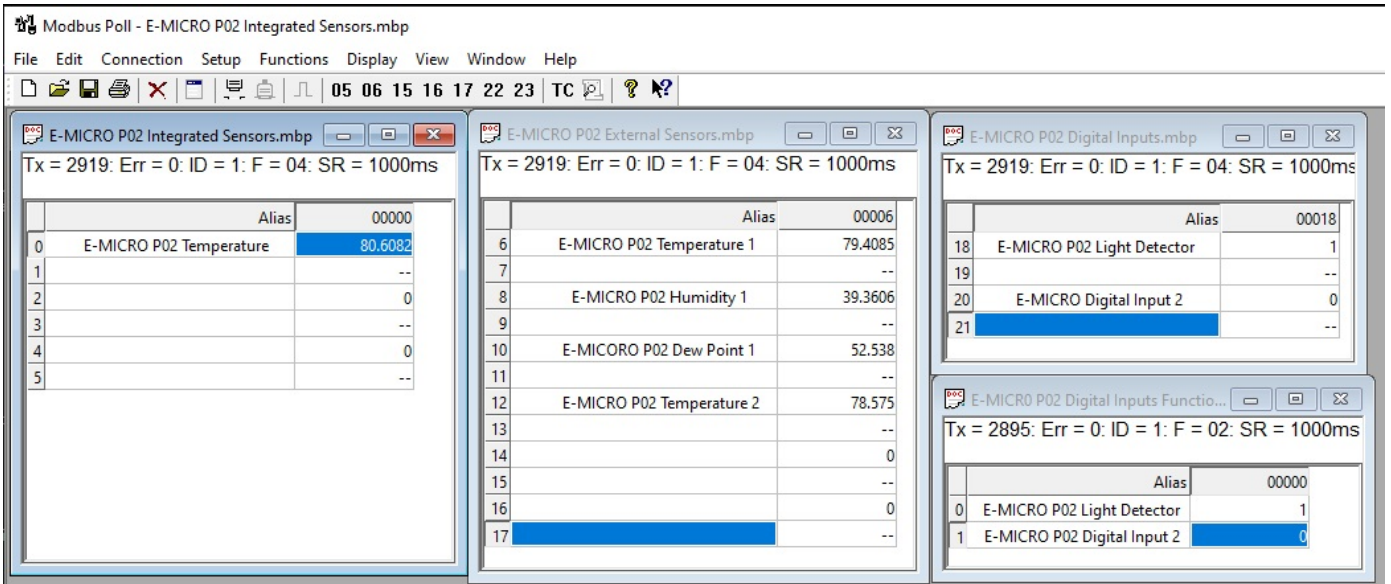 Modbus Poll - E-MICRO P02 Integrated Sensors.mbp
File Edit Connection Setup Functions Display View Window Help
05 06 15 16 17 22 23 TC
E-MICRO P02 Integrated Sensors.mbp
Tx = 2919: Err = 0: ID = 1: F = 04: SR = 1000ms
Alias 00000
0 E-MICRO P02 Temperature 80.6082
1 --
2 0
3 --
4 0
5 --
E-MICRO P02 External Sensors.mbp
Tx = 2919: Err = 0: ID = 1: F = 04: SR = 1000ms
Alias 00006
6 E-MICRO P02 Temperature 1 79.4085
7 --
8 E-MICRO P02 Humidity 1 39.3606
9 --
10 E-MICORO P02 Dew Point 1 52.538
11 --
12 E-MICRO P02 Temperature 2 78.575
13 --
14 0
15 --
16 0
17 --
E-MICRO P02 Digital Inputs.mbp
Tx = 2919: Err = 0: ID = 1: F = 04: SR = 1000ms
Alias 00018
18 E-MICRO P02 Light Detector 1
19 --
20 E-MICRO Digital Input 2 0
21 --
E-MICR0 P02 Digital Inputs Functio...
Tx = 2895: Err = 0: ID = 1: F = 02: SR = 1000ms
Alias 00000
0 E-MICRO P02 Light Detector 1
1 E-MICRO P02 Digital Input 2 0